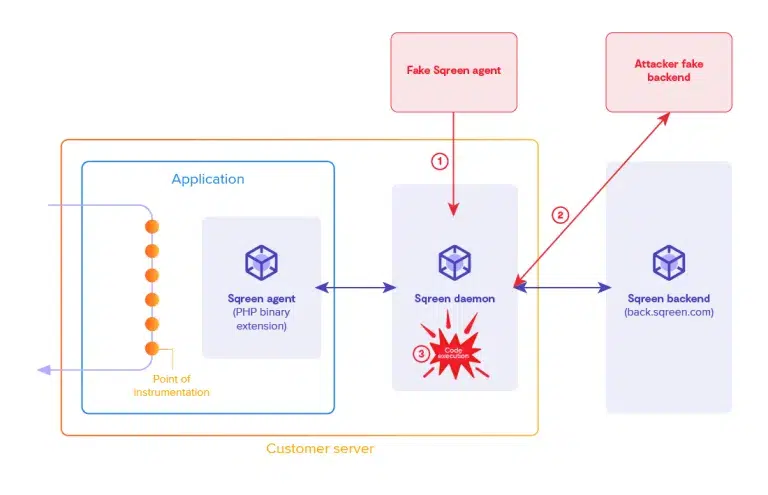 Fake Sqreen agent
Attacker fake
backend
1
Application
2
Sqreen agent
(PHP binary
extension)
Sqreen daemon
Sqreen backend
(back.sqreen.com)
3
Code
execution
Point of
instrumentation
Customer server